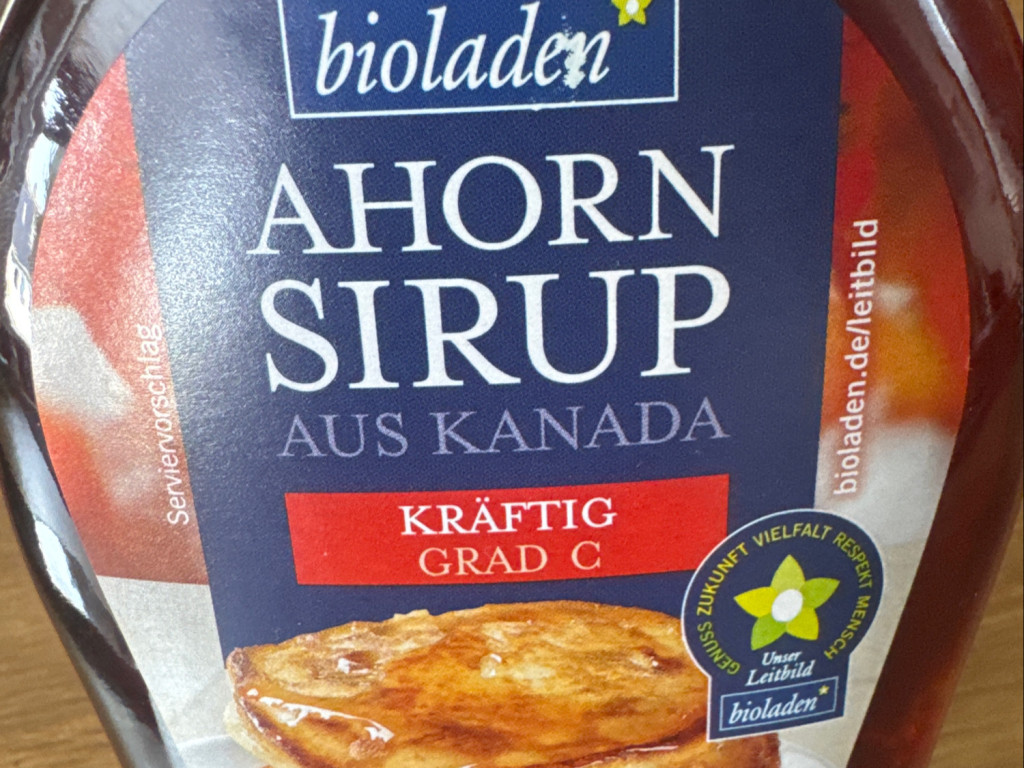 bioladen*
AHORN
SIRUP
AUS KANADA
KRÄFTIG
GRAD C
Serviervorschlag
bioladen.de/leitbild
GENUSS ZUKUNFT VIELFALT RESPEKT MENSCH
Unser
Leitbild
bioladen*